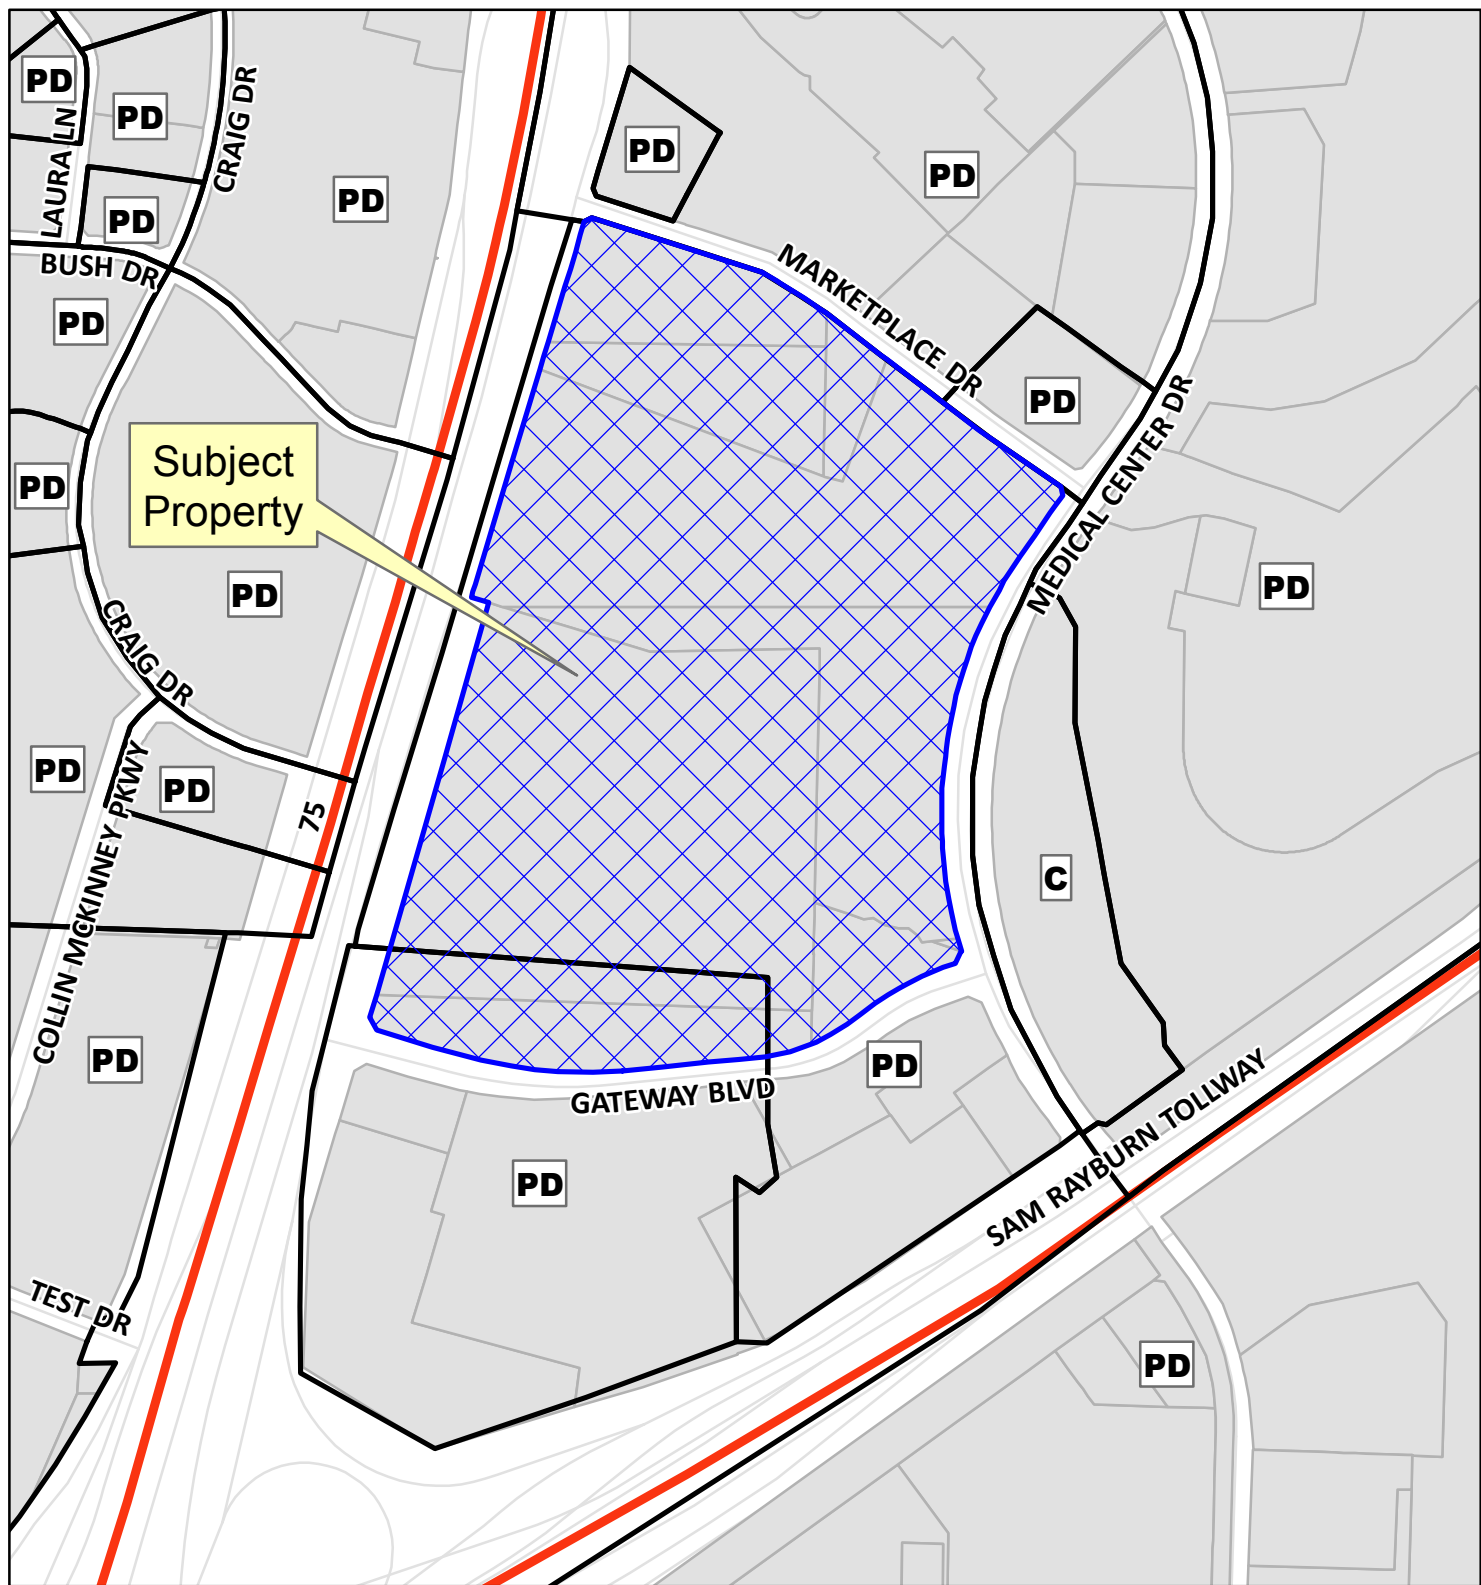 PD
PD
LAURA LN
CRAIG DR
PD
PD
PD
PD
BUSH DR
PD
MARKETPLACE DR
PD
MEDICAL CENTER DR
Subject
Property
PD
PD
PD
CRAIG DR
PD
PD
75
COLLIN MCKINNEY PKWY
C
PD
PD
GATEWAY BLVD
PD
SAM RAYBURN TOLLWAY
TEST DR
PD